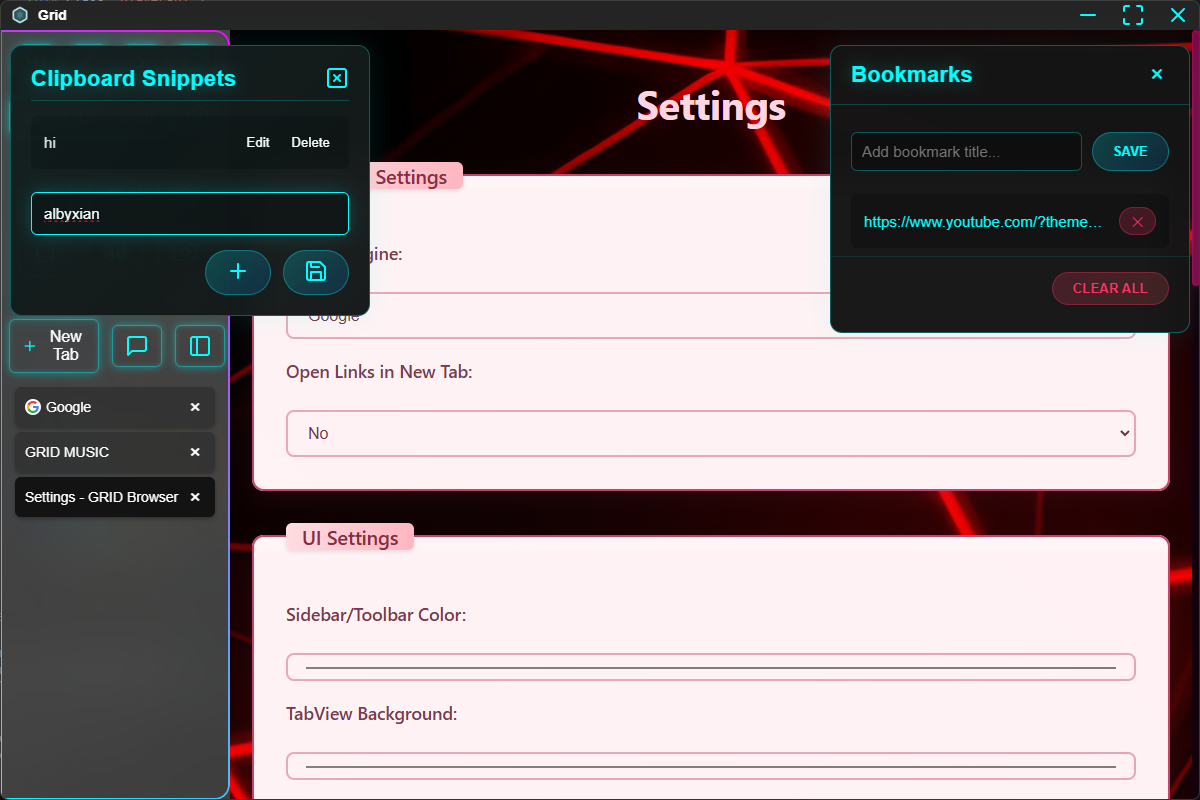 Grid
Clipboard Snippets
hi
Edit
Delete
albyxian
New
Tab
Google
GRID MUSIC
Settings - GRID Browser
Settings
Settings
Google
Open Links in New Tab:
No
UI Settings
Sidebar/Toolbar Color:
TabView Background:
Bookmarks
Add bookmark title...
SAVE
https://www.youtube.com/?theme…
CLEAR ALL